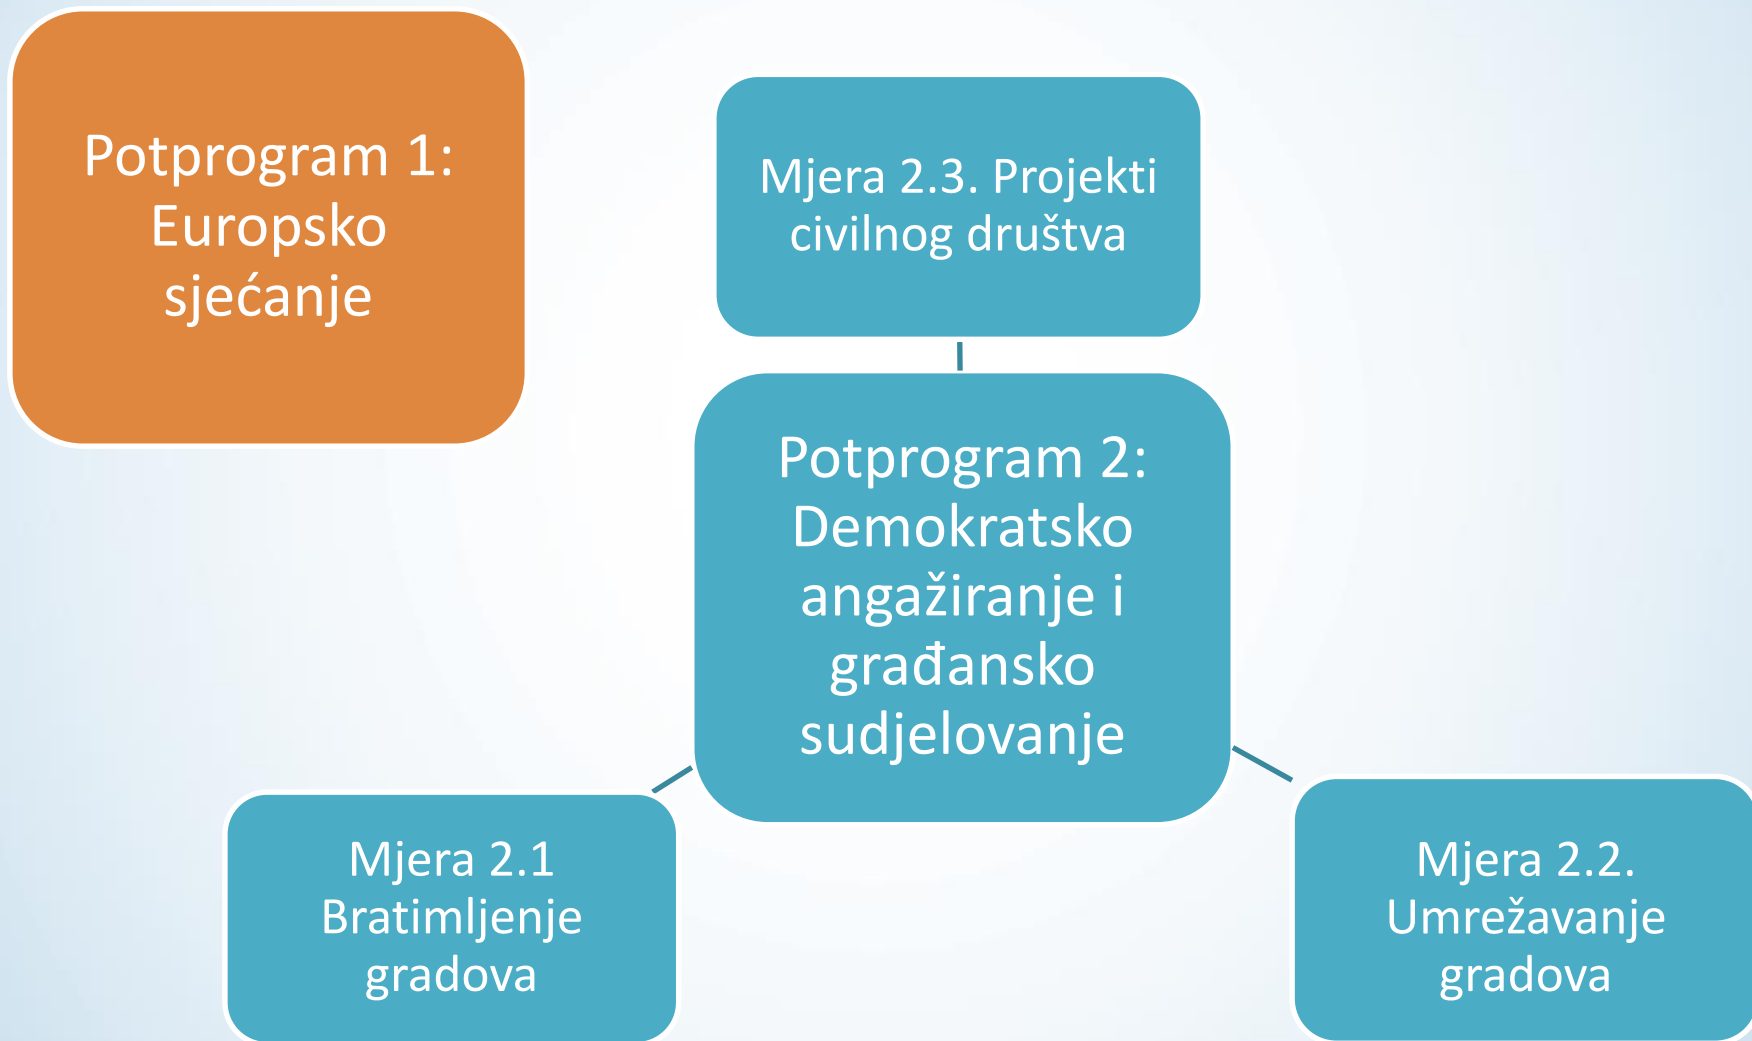 Potprogram 1:
Europsko
sjećanje
Mjera 2.3. Projekti
civilnog društva
Potprogram 2:
Demokratsko
angažiranje i
građansko
sudjelovanje
Mjera 2.1
Bratimljenje
gradova
Mjera 2.2.
Umrežavanje
gradova